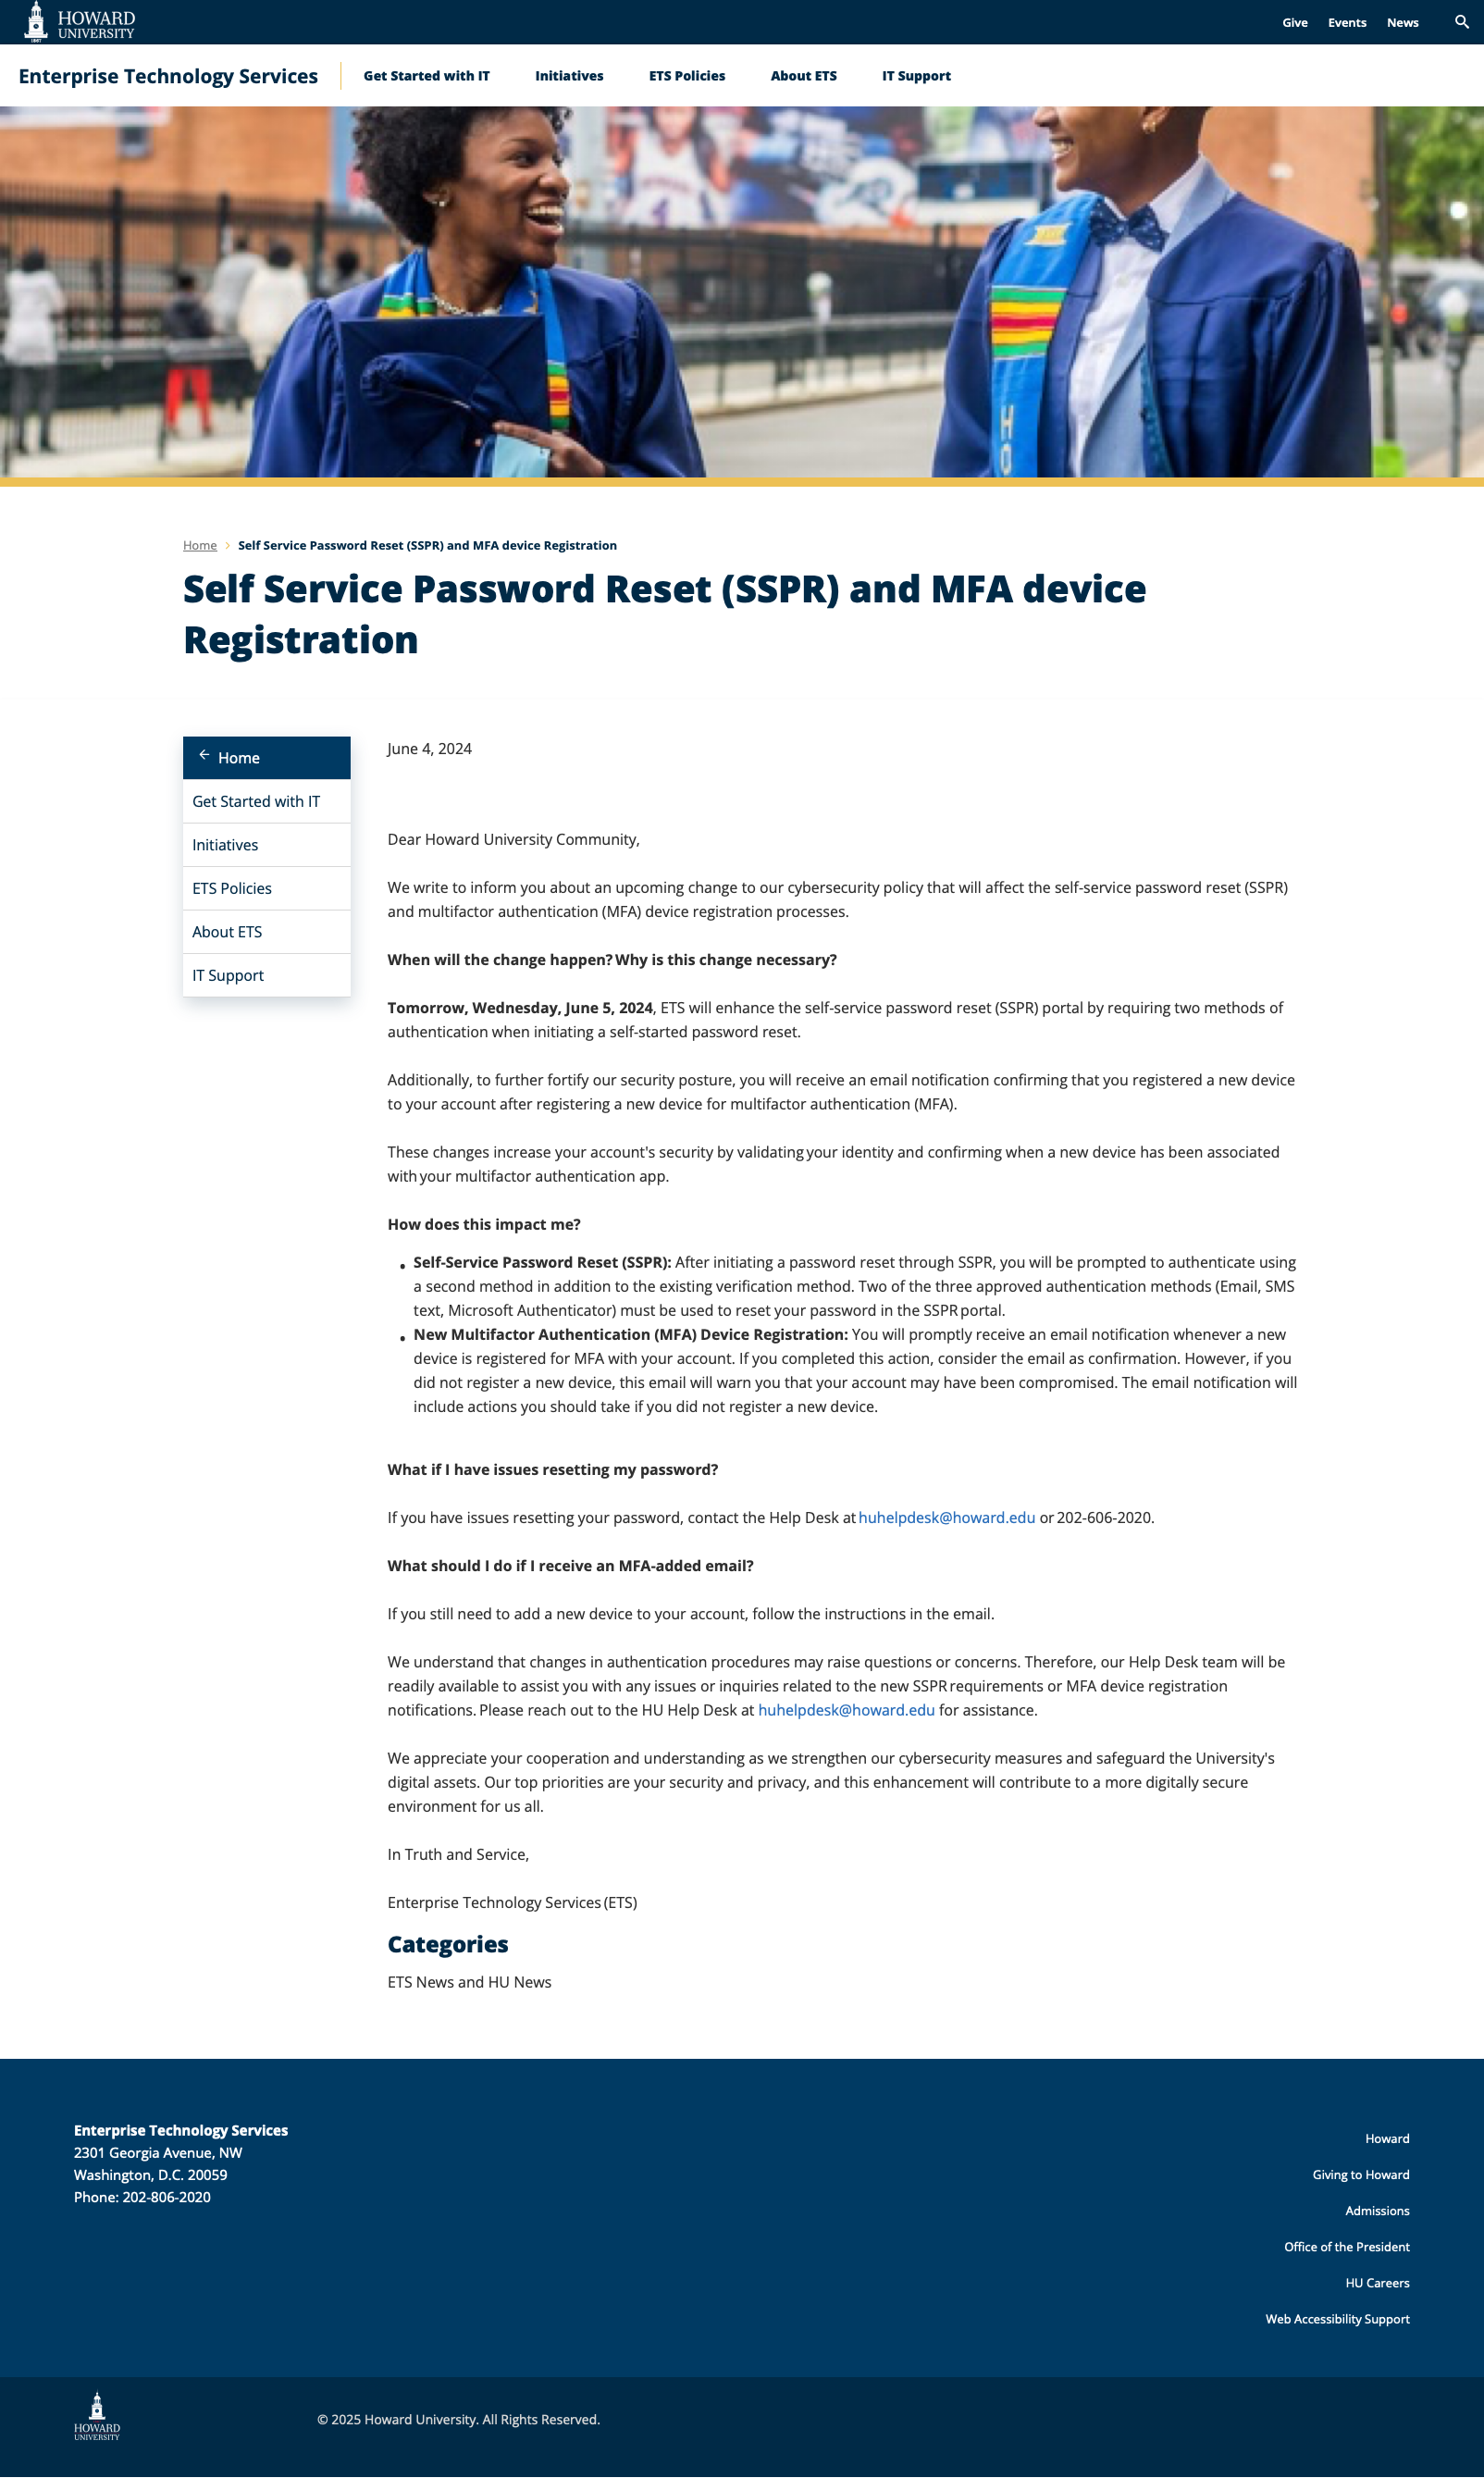 HOWARD
UNIVERSITY
1867
Give
Events
News
Enterprise Technology Services
Get Started with IT
Initiatives
ETS Policies
About ETS
IT Support
Home
Self Service Password Reset (SSPR) and MFA device Registration
Self Service Password Reset (SSPR) and MFA device
Registration
Home
Get Started with IT
Initiatives
ETS Policies
About ETS
IT Support
June 4, 2024
Dear Howard University Community,
We write to inform you about an upcoming change to our cybersecurity policy that will affect the self-service password reset (SSPR)
and multifactor authentication (MFA) device registration processes.
When will the change happen? Why is this change necessary?
Tomorrow, Wednesday, June 5, 2024, ETS will enhance the self-service password reset (SSPR) portal by requiring two methods of
authentication when initiating a self-started password reset.
Additionally, to further fortify our security posture, you will receive an email notification confirming that you registered a new device
to your account after registering a new device for multifactor authentication (MFA).
These changes increase your account's security by validating your identity and confirming when a new device has been associated
with your multifactor authentication app.
How does this impact me?
• Self-Service Password Reset (SSPR): After initiating a password reset through SSPR, you will be prompted to authenticate using
a second method in addition to the existing verification method. Two of the three approved authentication methods (Email, SMS
text, Microsoft Authenticator) must be used to reset your password in the SSPR portal.
• New Multifactor Authentication (MFA) Device Registration: You will promptly receive an email notification whenever a new
device is registered for MFA with your account. If you completed this action, consider the email as confirmation. However, if you
did not register a new device, this email will warn you that your account may have been compromised. The email notification will
include actions you should take if you did not register a new device.
What if I have issues resetting my password?
If you have issues resetting your password, contact the Help Desk at huhelpdesk@howard.edu or 202-606-2020.
What should I do if I receive an MFA-added email?
If you still need to add a new device to your account, follow the instructions in the email.
We understand that changes in authentication procedures may raise questions or concerns. Therefore, our Help Desk team will be
readily available to assist you with any issues or inquiries related to the new SSPR requirements or MFA device registration
notifications. Please reach out to the HU Help Desk at huhelpdesk@howard.edu for assistance.
We appreciate your cooperation and understanding as we strengthen our cybersecurity measures and safeguard the University's
digital assets. Our top priorities are your security and privacy, and this enhancement will contribute to a more digitally secure
environment for us all.
In Truth and Service,
Enterprise Technology Services (ETS)
Categories
ETS News and HU News
Enterprise Technology Services
2301 Georgia Avenue, NW
Washington, D.C. 20059
Phone: 202-806-2020
Howard
Giving to Howard
Admissions
Office of the President
HU Careers
Web Accessibility Support
HOWARD
UNIVERSITY
© 2025 Howard University. All Rights Reserved.